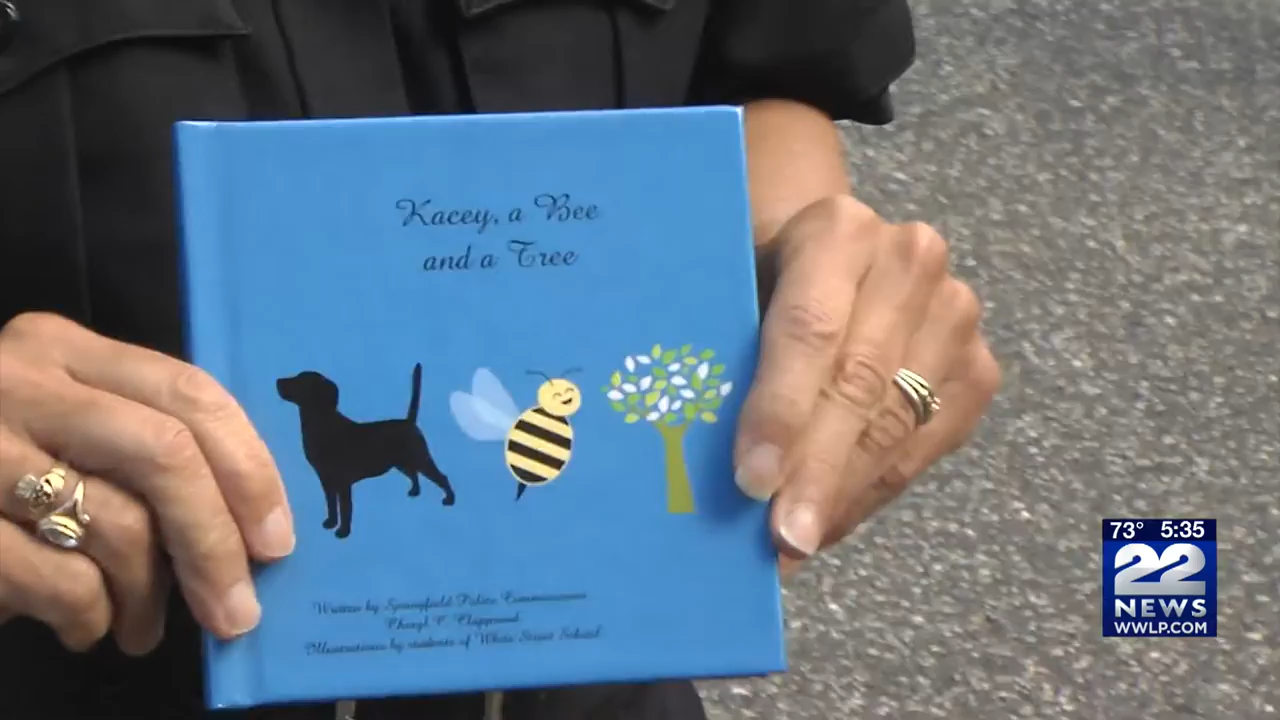 Kacey, a Bee
and a Tree
Written by Springfield Police Commissioner
Cheryl C. Clapprood
Illustrations by students of White Street School
73° 5:35
22
NEWS
WWLP.COM